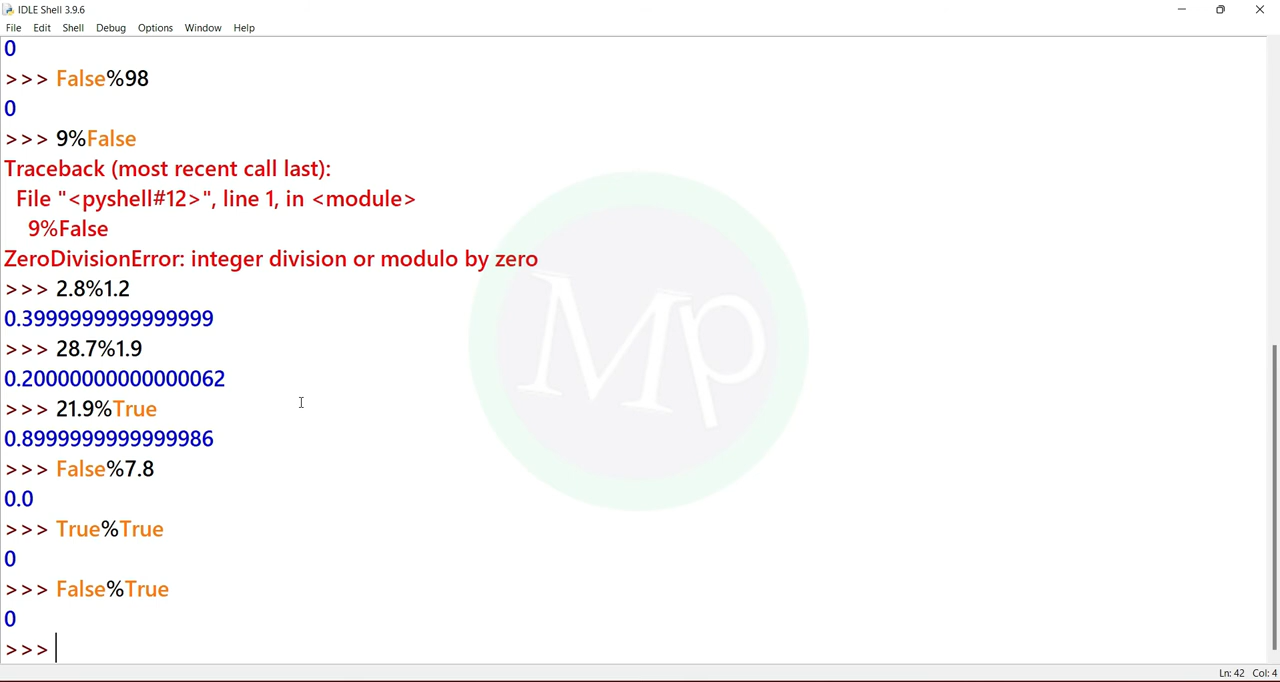 IDLE Shell 3.9.6
File Edit Shell Debug Options Window Help
0
>>> False%98
0
>>> 9%False
Traceback (most recent call last):
  File "<pyshell#12>", line 1, in <module>
    9%False
ZeroDivisionError: integer division or modulo by zero
>>> 2.8%1.2
0.3999999999999999
>>> 28.7%1.9
0.20000000000000062
>>> 21.9%True
0.8999999999999986
>>> False%7.8
0.0
>>> True%True
0
>>> False%True
0
>>>
Mp
Ln: 42 Col: 4